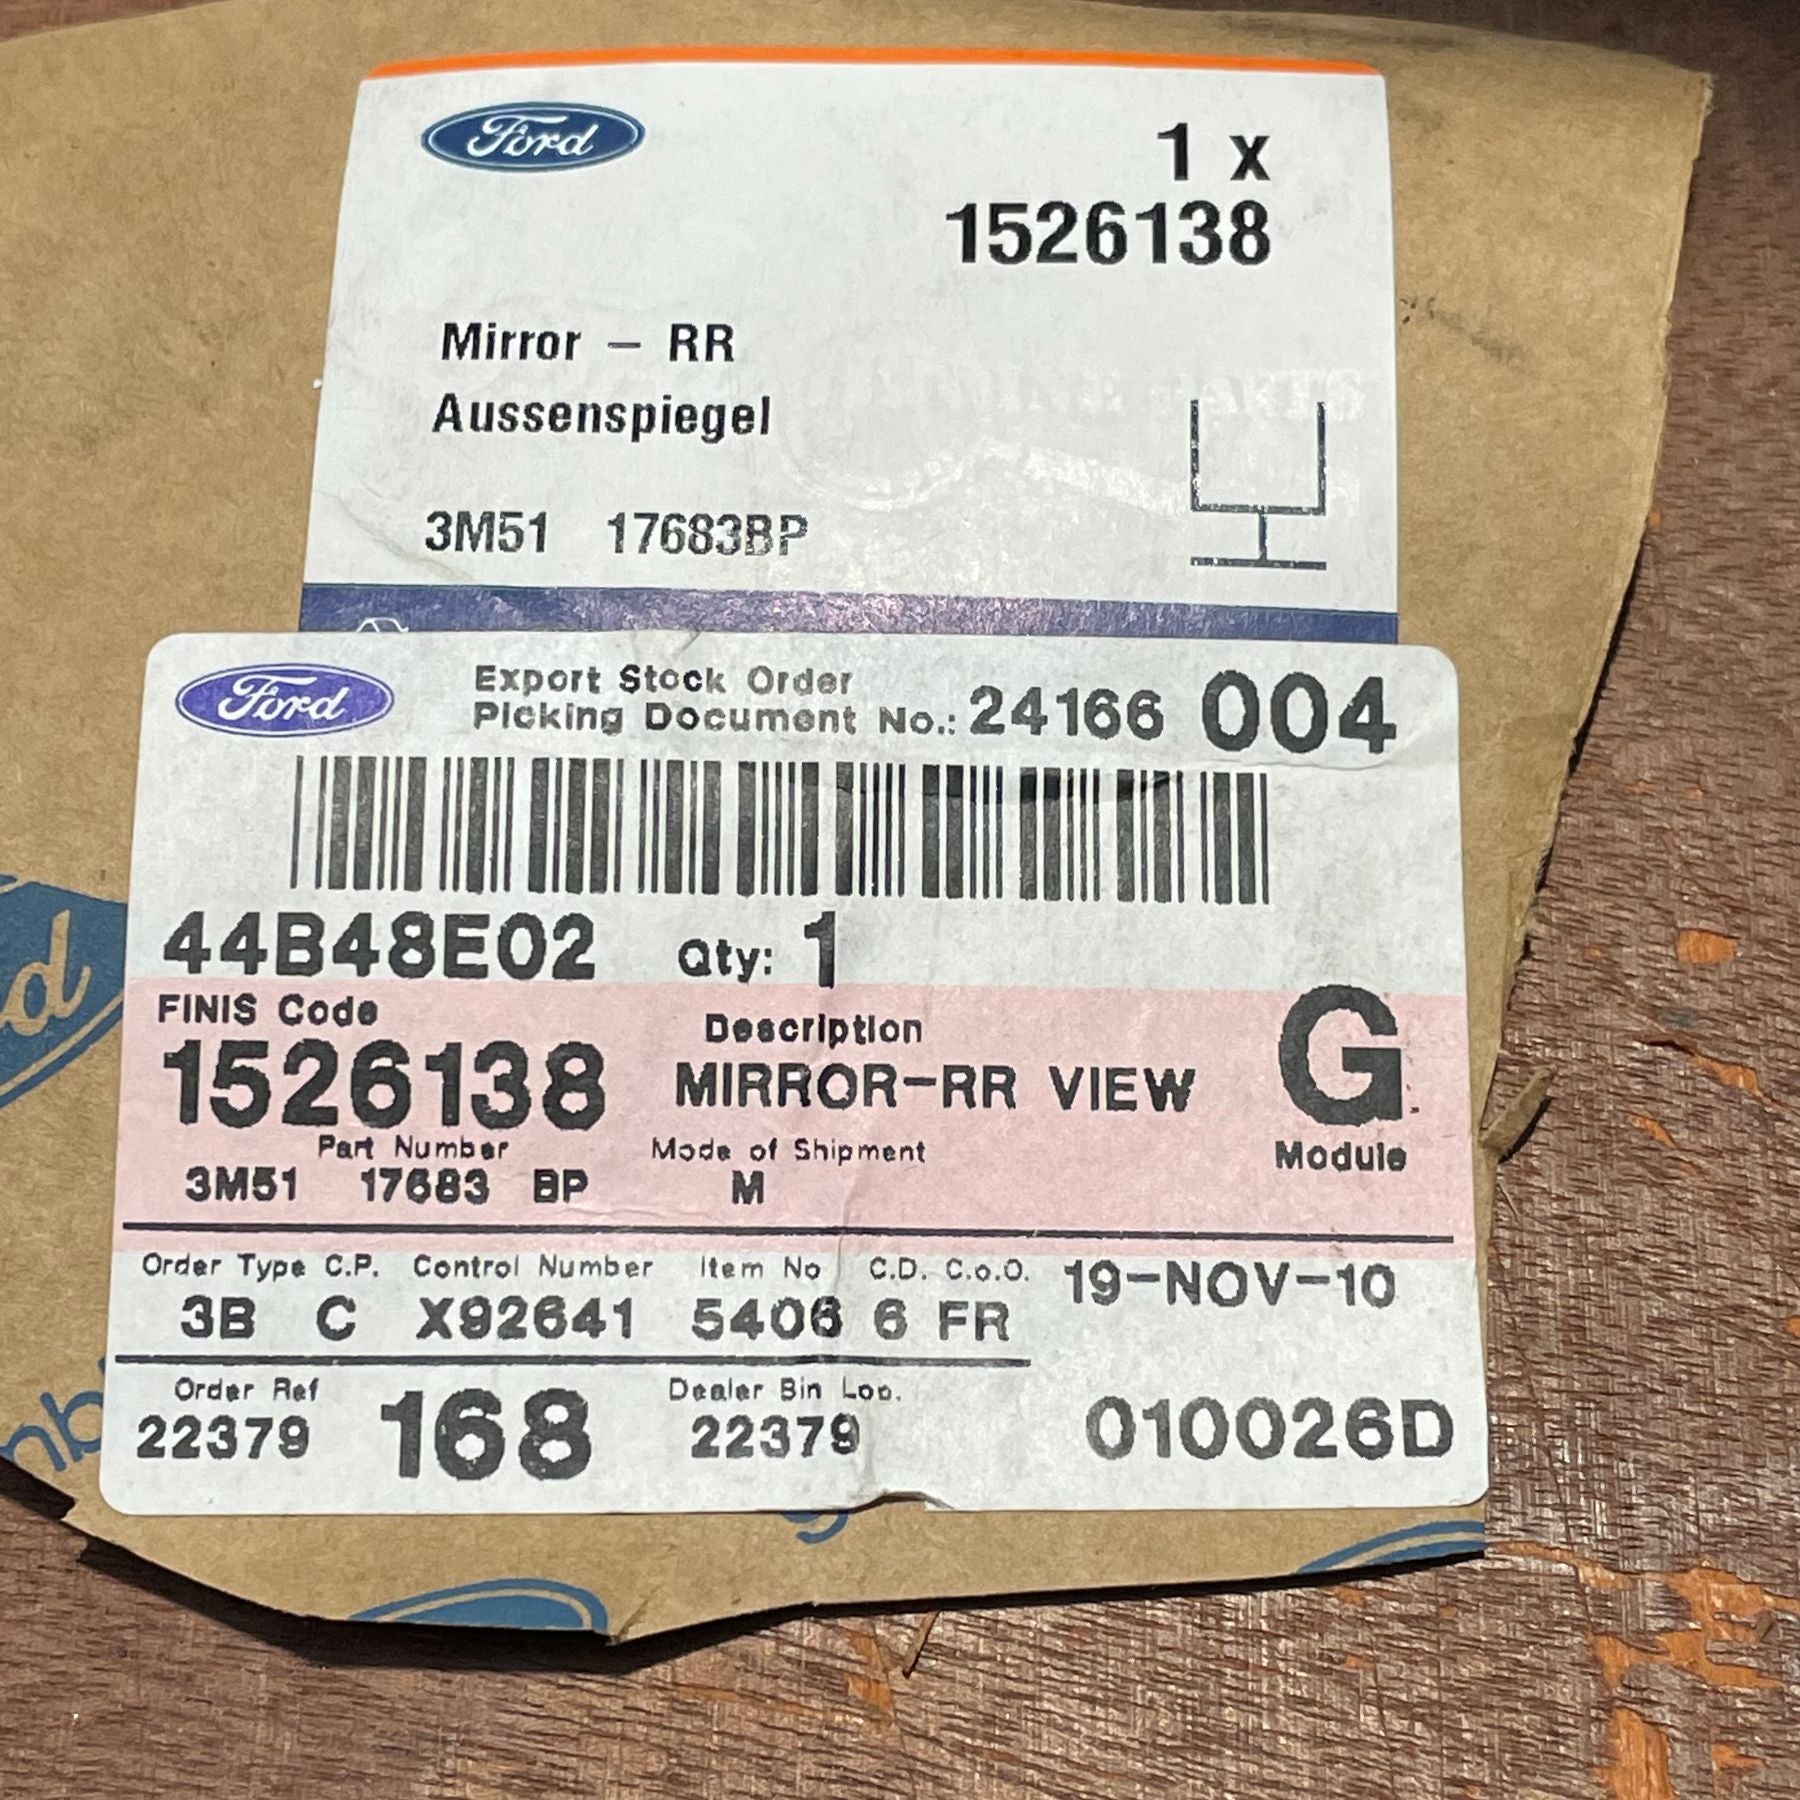 Ford
1 x
1526138
Mirror – RR
Aussenspiegel
3M51 17683BP
Ford
Export Stock Order
Picking Document No.: 24166 004
44B48E02 Qty: 1
FINIS Code Description
1526138 MIRROR-RR VIEW G
Part Number Mode of Shipment Module
3M51 17683 BP M
Order Type C.P. Control Number Item No C.D. C.o.O. 19-NOV-10
3B C X92641 5406 6 FR
Order Ref 168 Dealer Bin Loc. 010026D
22379 22379